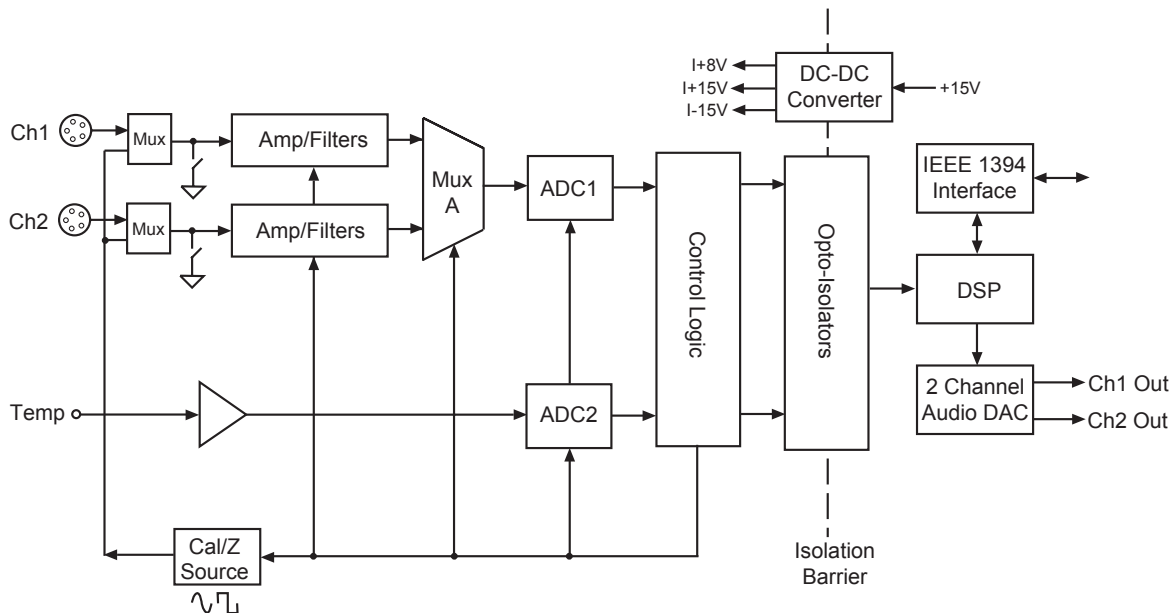 I+8V
I+15V
I-15V
DC-DC
Converter
+15V
Ch1
Mux
Amp/Filters
Mux
A
ADC1
IEEE 1394
Interface
Ch2
Mux
Amp/Filters
Control Logic
Opto-Isolators
DSP
Temp
ADC2
2 Channel
Audio DAC
Ch1 Out
Ch2 Out
Cal/Z
Source
Isolation
Barrier